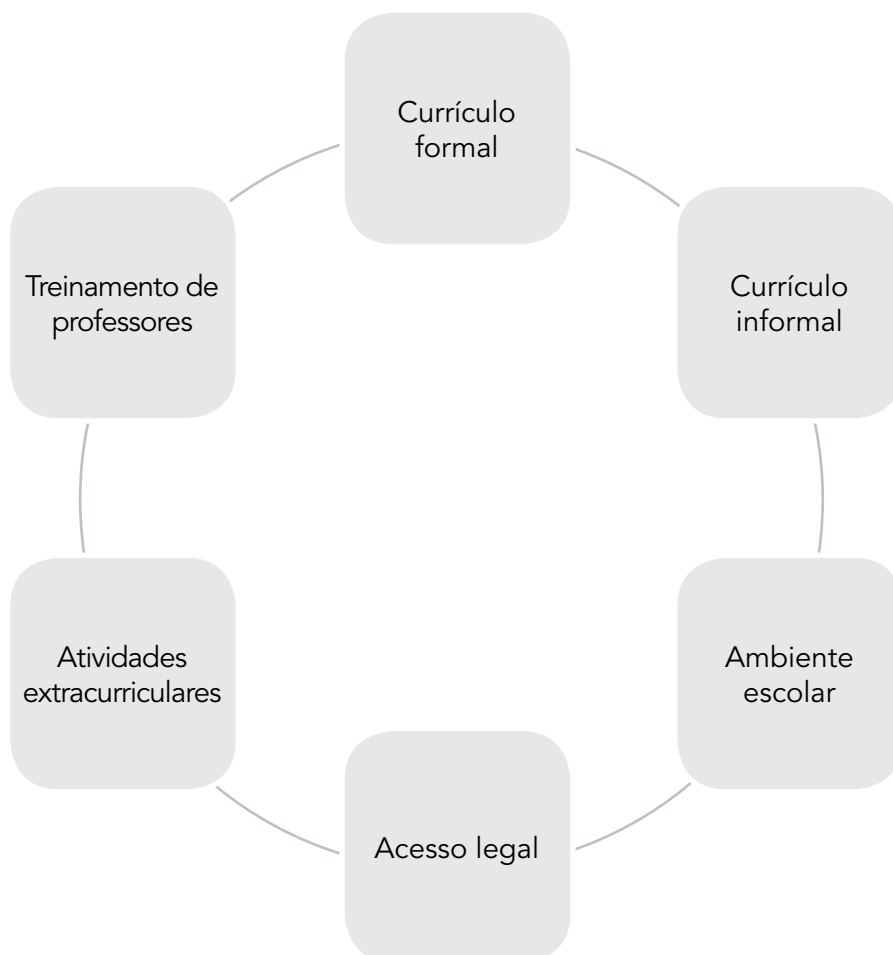 Currículo
formal
Currículo
informal
Ambiente
escolar
Acesso legal
Atividades
extracurriculares
Treinamento de
professores